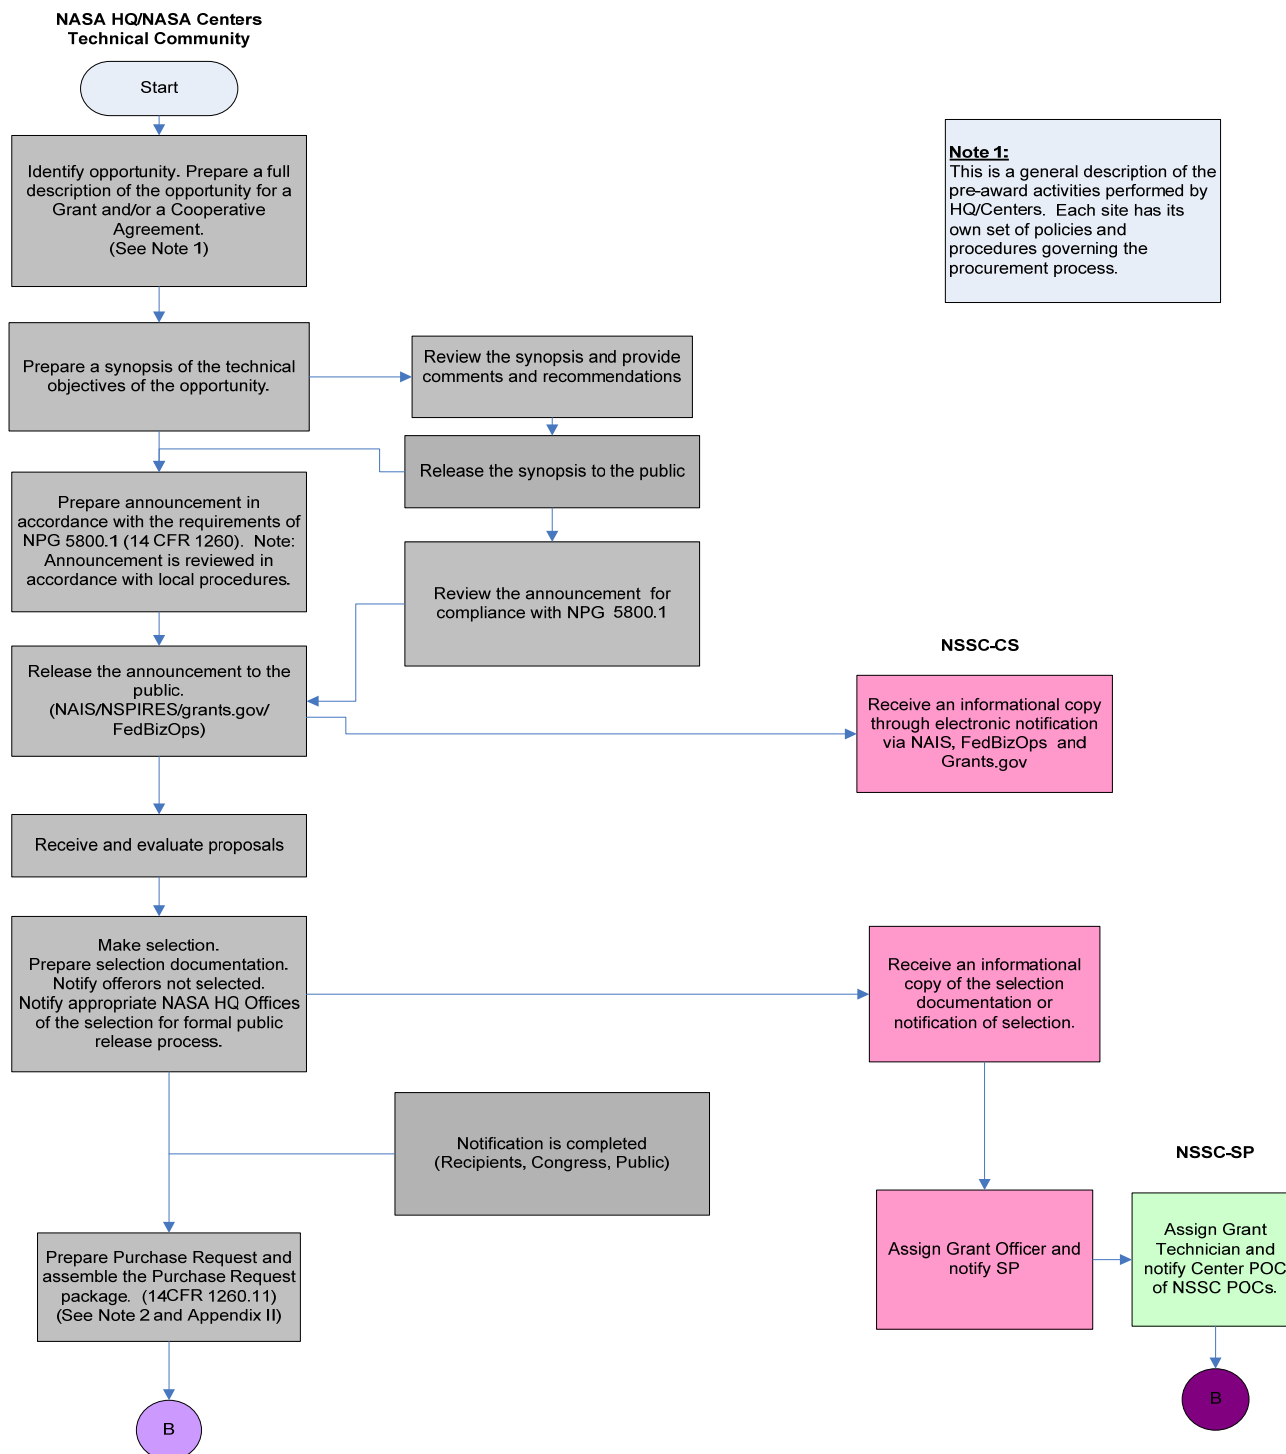 NASA HQ/NASA Centers
Technical Community
Start
Identify opportunity. Prepare a full
description of the opportunity for a
Grant and/or a Cooperative
Agreement.
(See Note 1)
Note 1:
This is a general description of the
pre-award activities performed by
HQ/Centers. Each site has its
own set of policies and
procedures governing the
procurement process.
Prepare a synopsis of the technical
objectives of the opportunity.
Review the synopsis and provide
comments and recommendations
Release the synopsis to the public
Prepare announcement in
accordance with the requirements of
NPG 5800.1 (14 CFR 1260). Note:
Announcement is reviewed in
accordance with local procedures.
Review the announcement for
compliance with NPG 5800.1
Release the announcement to the
public.
(NAIS/NSPIRES/grants.gov/
FedBizOps)
NSSC-CS
Receive an informational copy
through electronic notification
via NAIS, FedBizOps and
Grants.gov
Receive and evaluate proposals
Make selection.
Prepare selection documentation.
Notify offerors not selected.
Notify appropriate NASA HQ Offices
of the selection for formal public
release process.
Receive an informational
copy of the selection
documentation or
notification of selection.
Notification is completed
(Recipients, Congress, Public)
NSSC-SP
Prepare Purchase Request and
assemble the Purchase Request
package. (14CFR 1260.11)
(See Note 2 and Appendix II)
Assign Grant Officer and
notify SP
Assign Grant
Technician and
notify Center POC
of NSSC POCs.
B
B